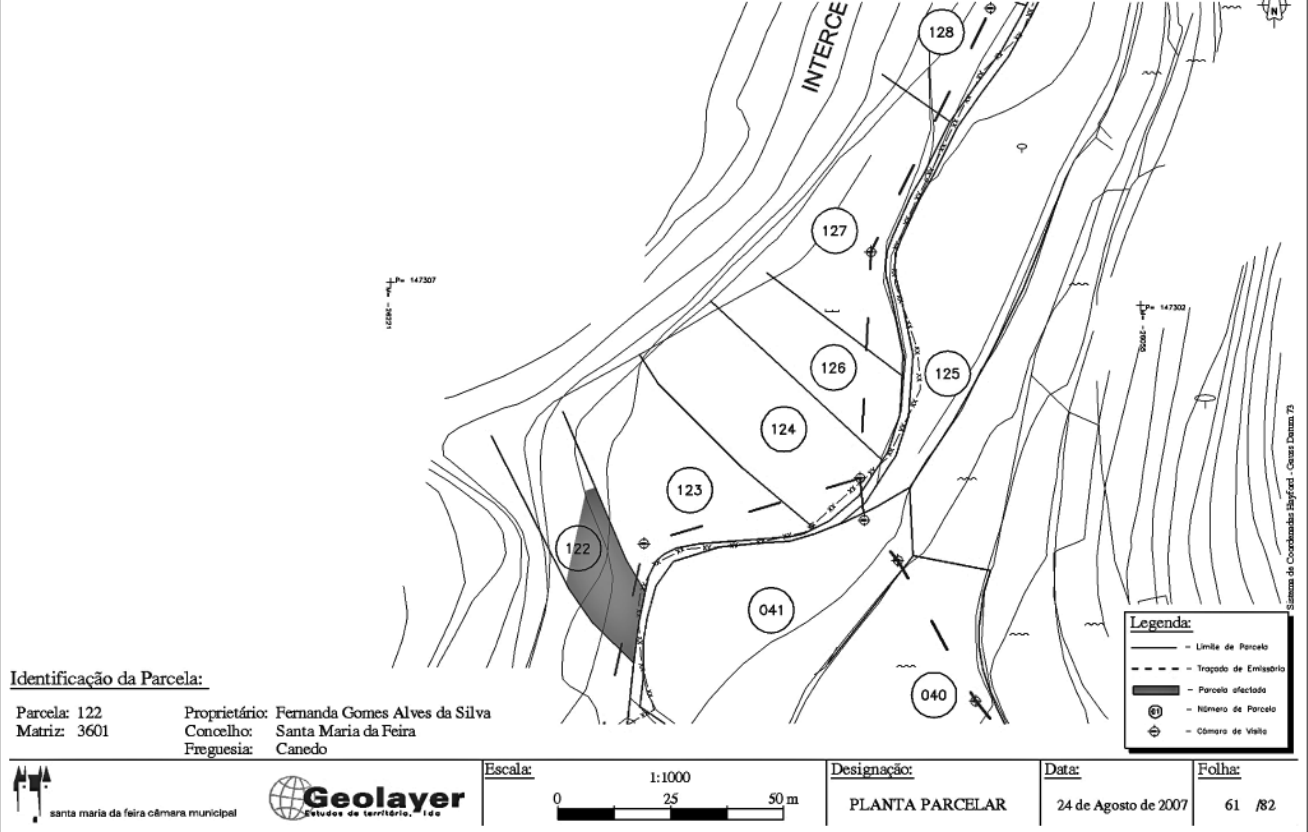 128
N
INTERCE
127
P= 147307
M= -26221
P= 147302
M= -26055
126
125
124
123
122
041
040
Sistema de Coordenadas Hayford - Gauss Datum 73
Legenda:
- Limite de Parcela
- Traçado de Emissário
- Parcela afectada
01 - Número de Parcela
- Câmara de Visita
Identificação da Parcela:
Parcela: 122 Proprietário: Fernanda Gomes Alves da Silva
Matriz: 3601 Concelho: Santa Maria da Feira
Freguesia: Canedo
santa maria da feira câmara municipal
Geolayer
Estudos de território, lda
Escala:
1:1000
0 25 50 m
Designação:
PLANTA PARCELAR
Data:
24 de Agosto de 2007
Folha:
61 /82